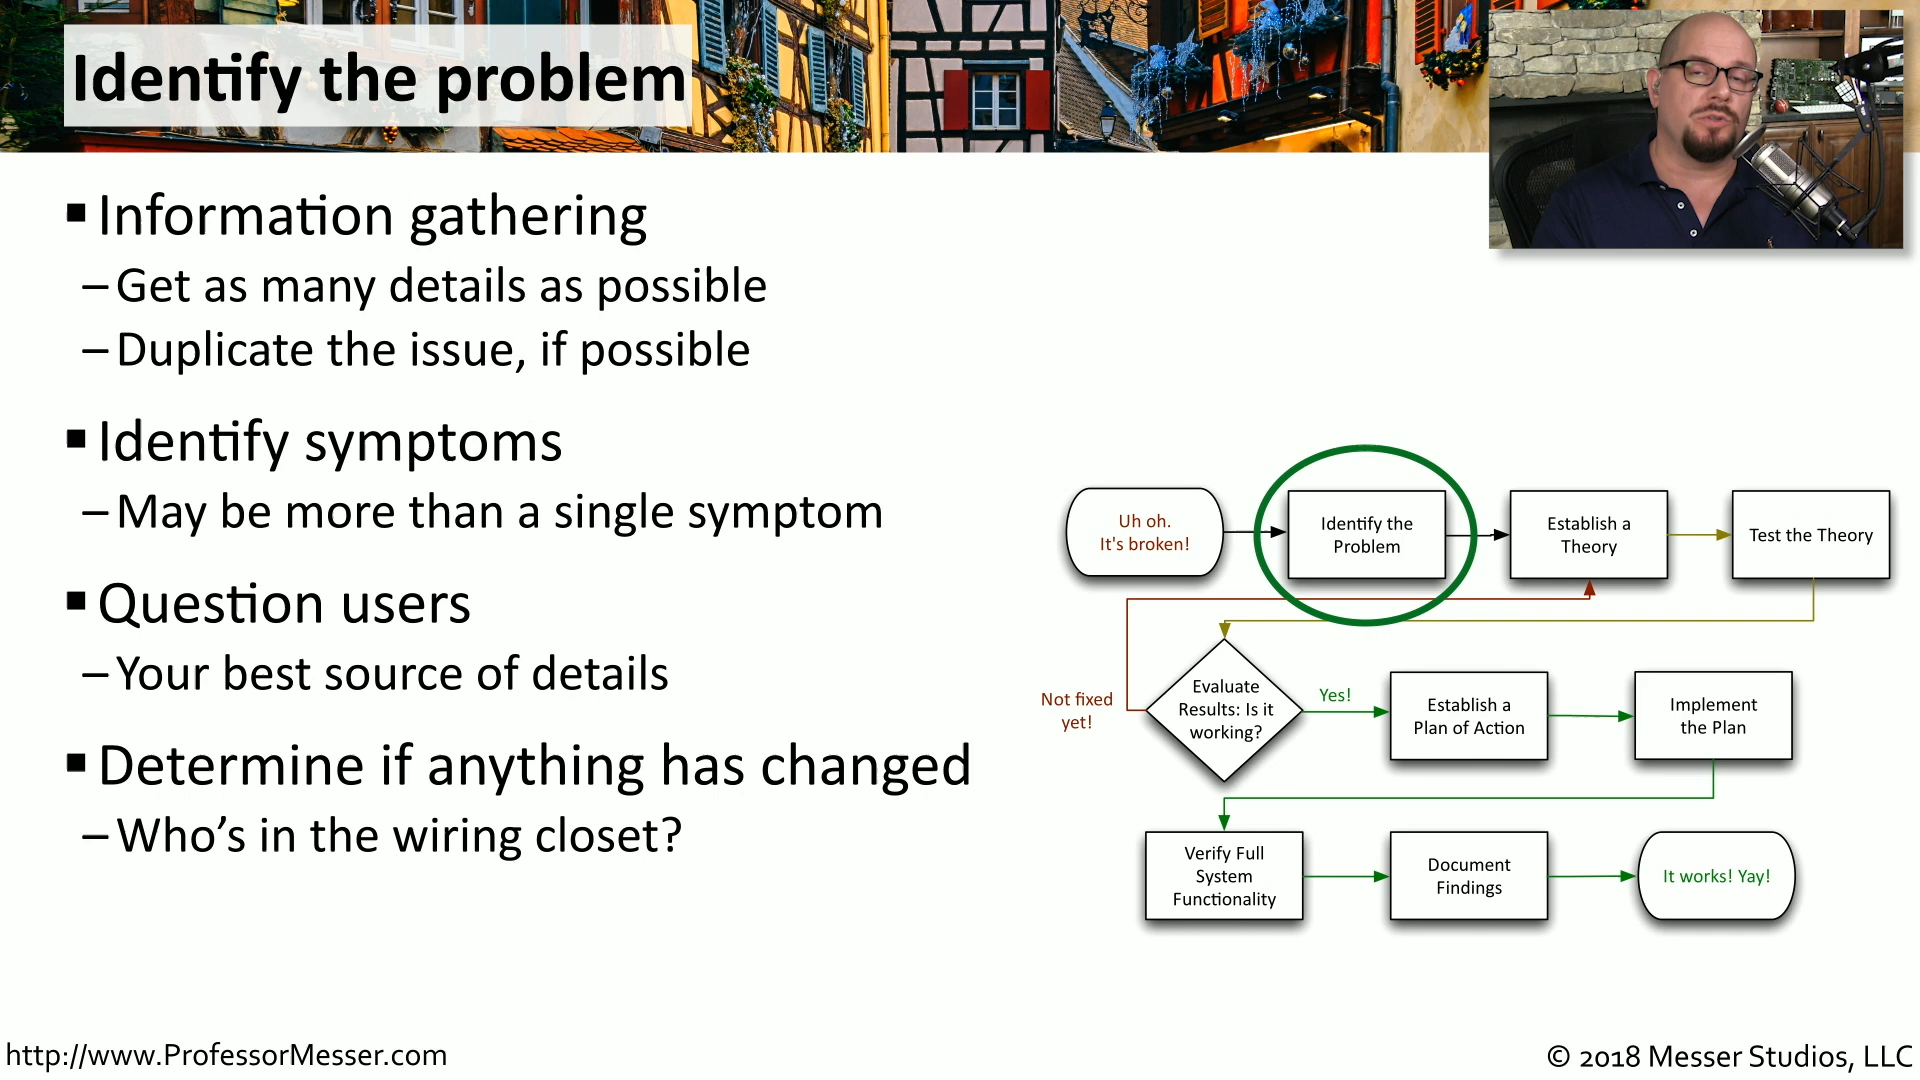 Identify the problem
▪ Information gathering
– Get as many details as possible
– Duplicate the issue, if possible
▪ Identify symptoms
– May be more than a single symptom
▪ Question users
– Your best source of details
▪ Determine if anything has changed
– Who’s in the wiring closet?
Uh oh.
It's broken!
Identify the
Problem
Establish a
Theory
Test the Theory
Not fixed
yet!
Evaluate
Results: Is it
working?
Yes!
Establish a
Plan of Action
Implement
the Plan
Verify Full
System
Functionality
Document
Findings
It works! Yay!
http://www.ProfessorMesser.com
© 2018 Messer Studios, LLC